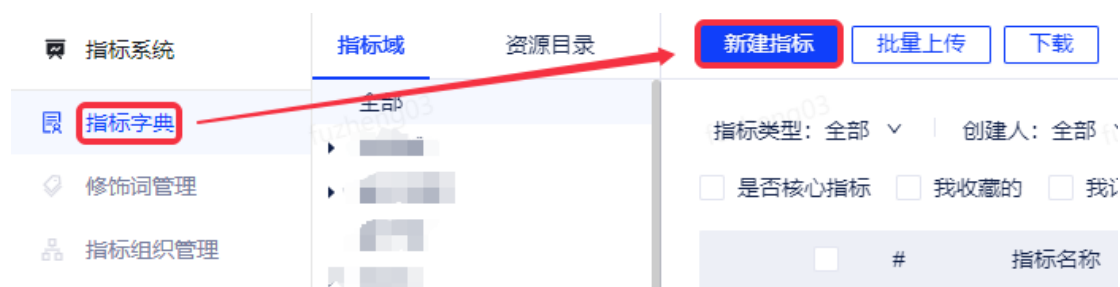 指标系统
指标字典
修饰词管理
指标组织管理
指标域 资源目录
全部
新建指标 批量上传 下载
指标类型：全部 创建人：全部
是否核心指标 我收藏的
# 指标名称
fuzheng03